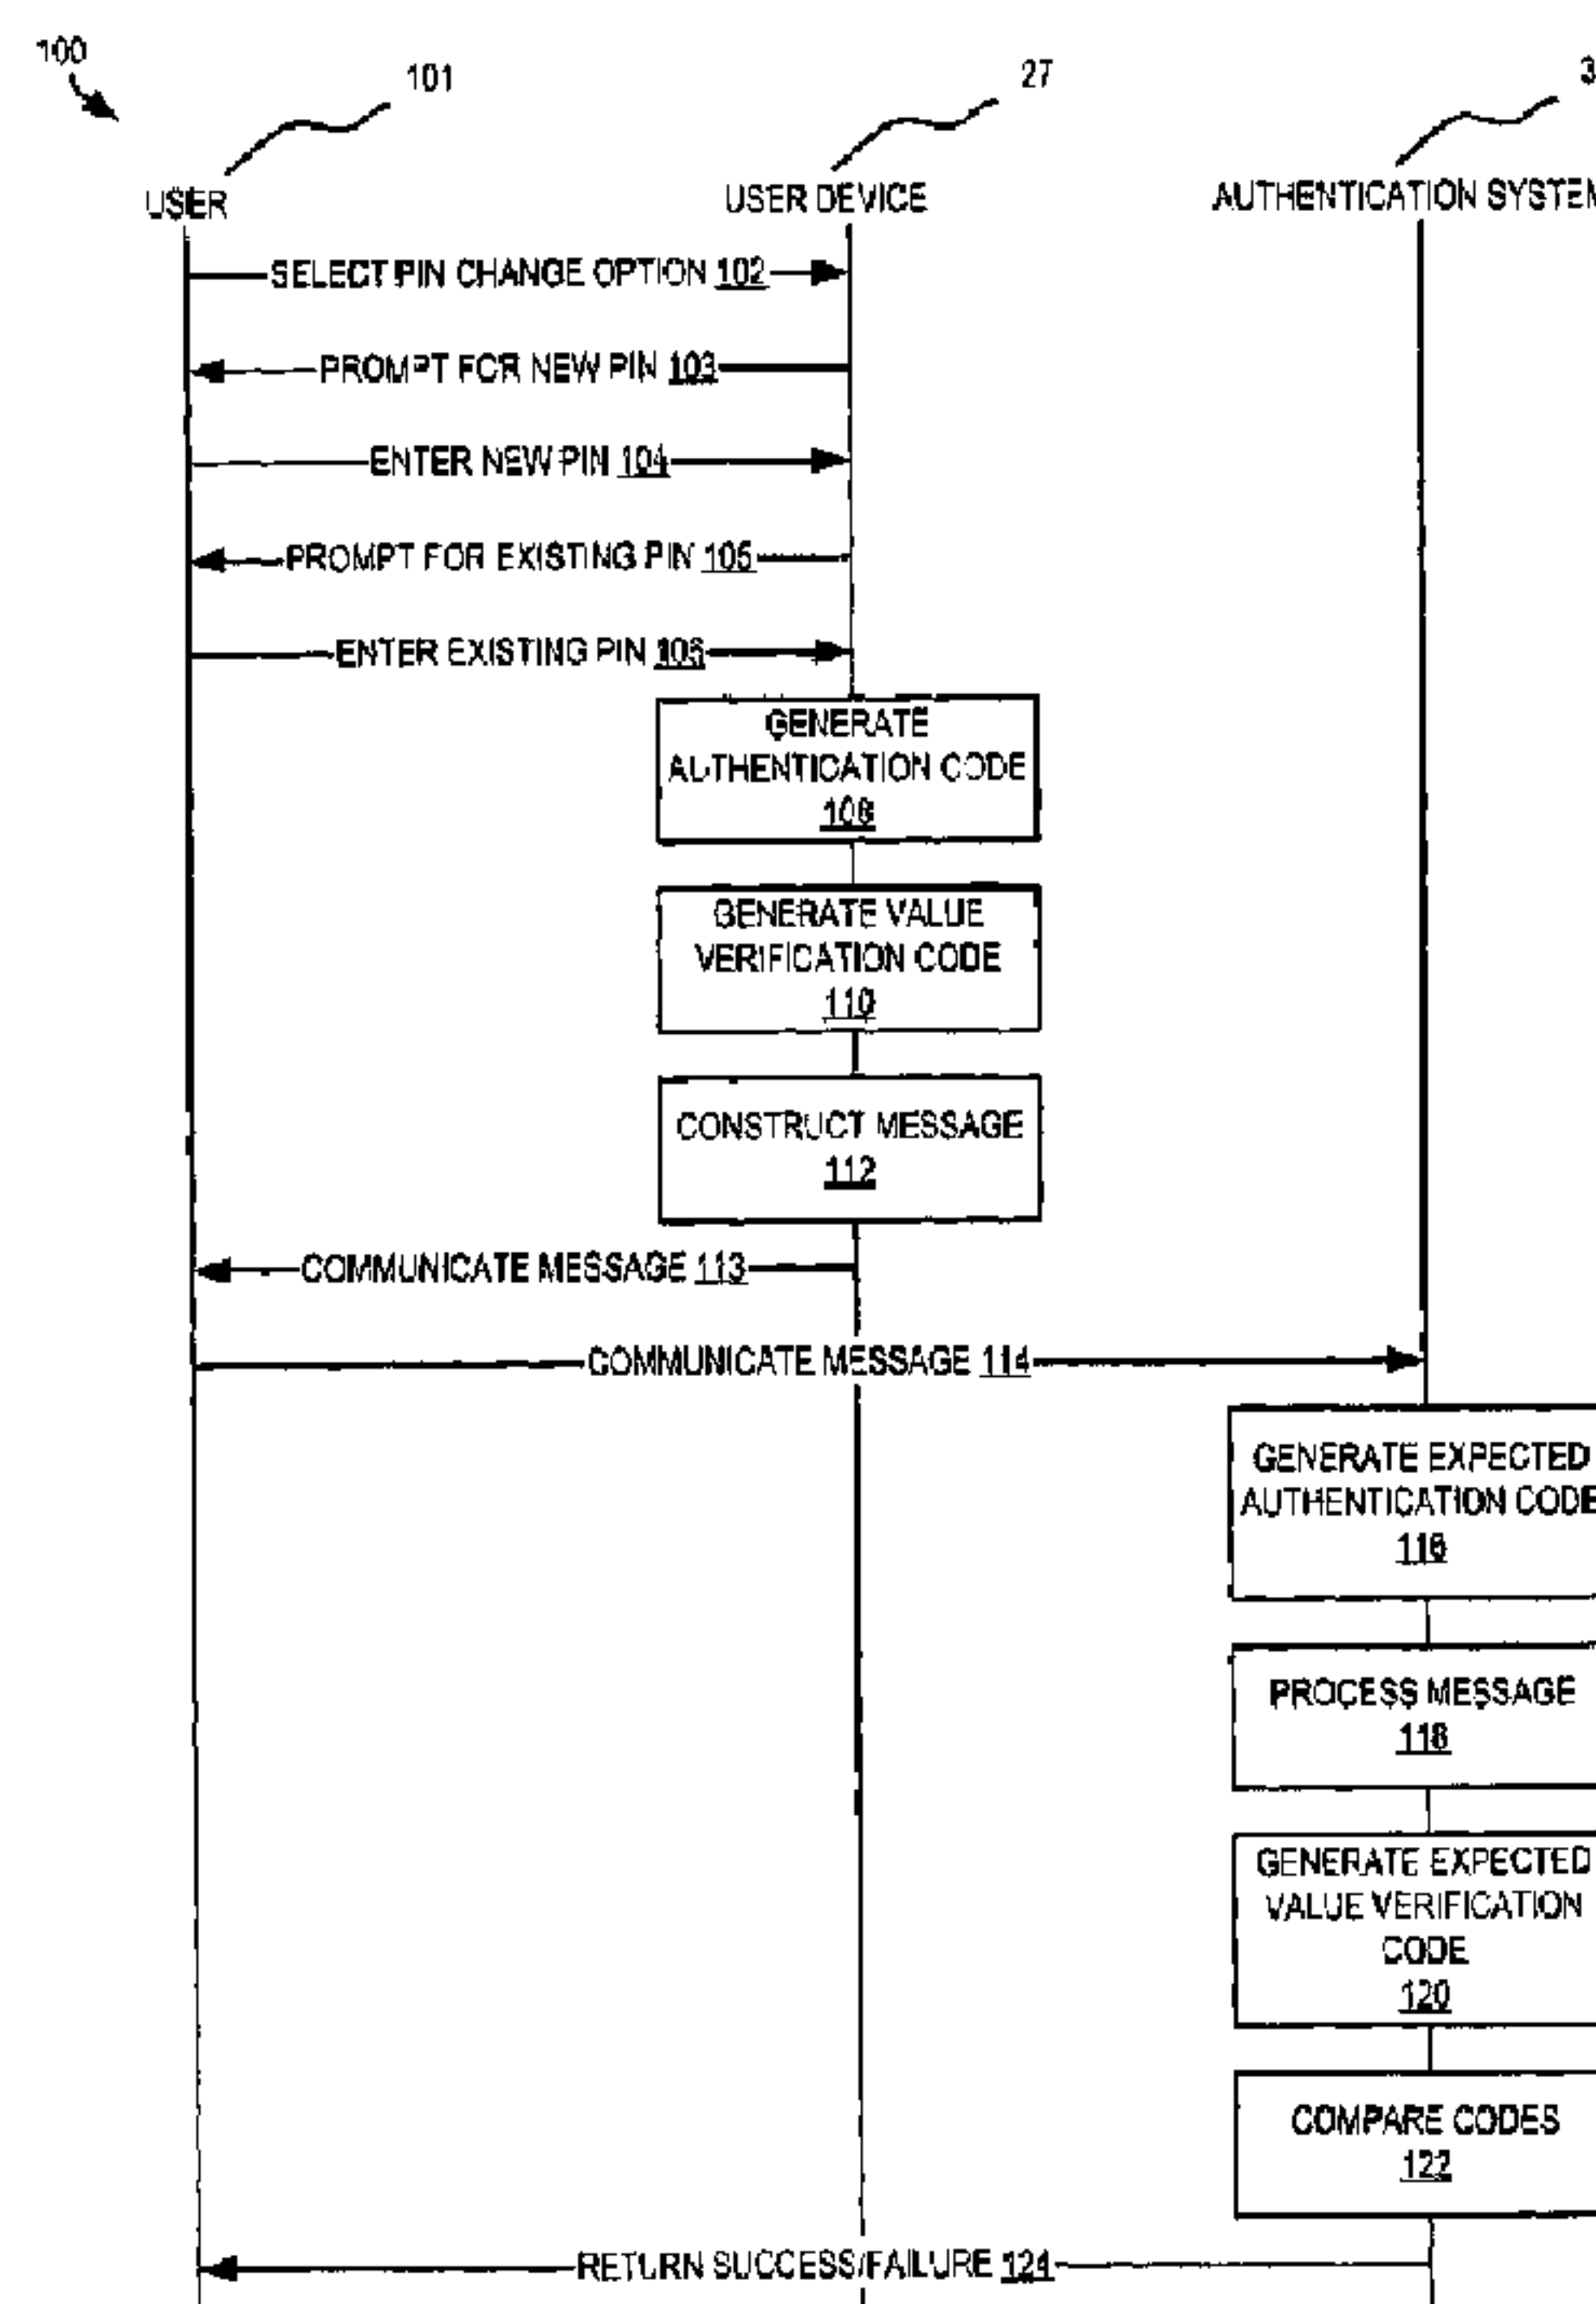 100
101
27
3
USER
USER DEVICE
AUTHENTICATION SYSTEM
SELECT PIN CHANGE OPTION 102
PROMPT FOR NEW PIN 103
ENTER NEW PIN 104
PROMPT FOR EXISTING PIN 105
ENTER EXISTING PIN 106
GENERATE
AUTHENTICATION CODE
108
GENERATE VALUE
VERIFICATION CODE
110
CONSTRUCT MESSAGE
112
COMMUNICATE MESSAGE 113
COMMUNICATE MESSAGE 114
GENERATE EXPECTED
AUTHENTICATION CODE
116
PROCESS MESSAGE
118
GENERATE EXPECTED
VALUE VERIFICATION
CODE
120
COMPARE CODES
122
RETURN SUCCESS/FAILURE 124